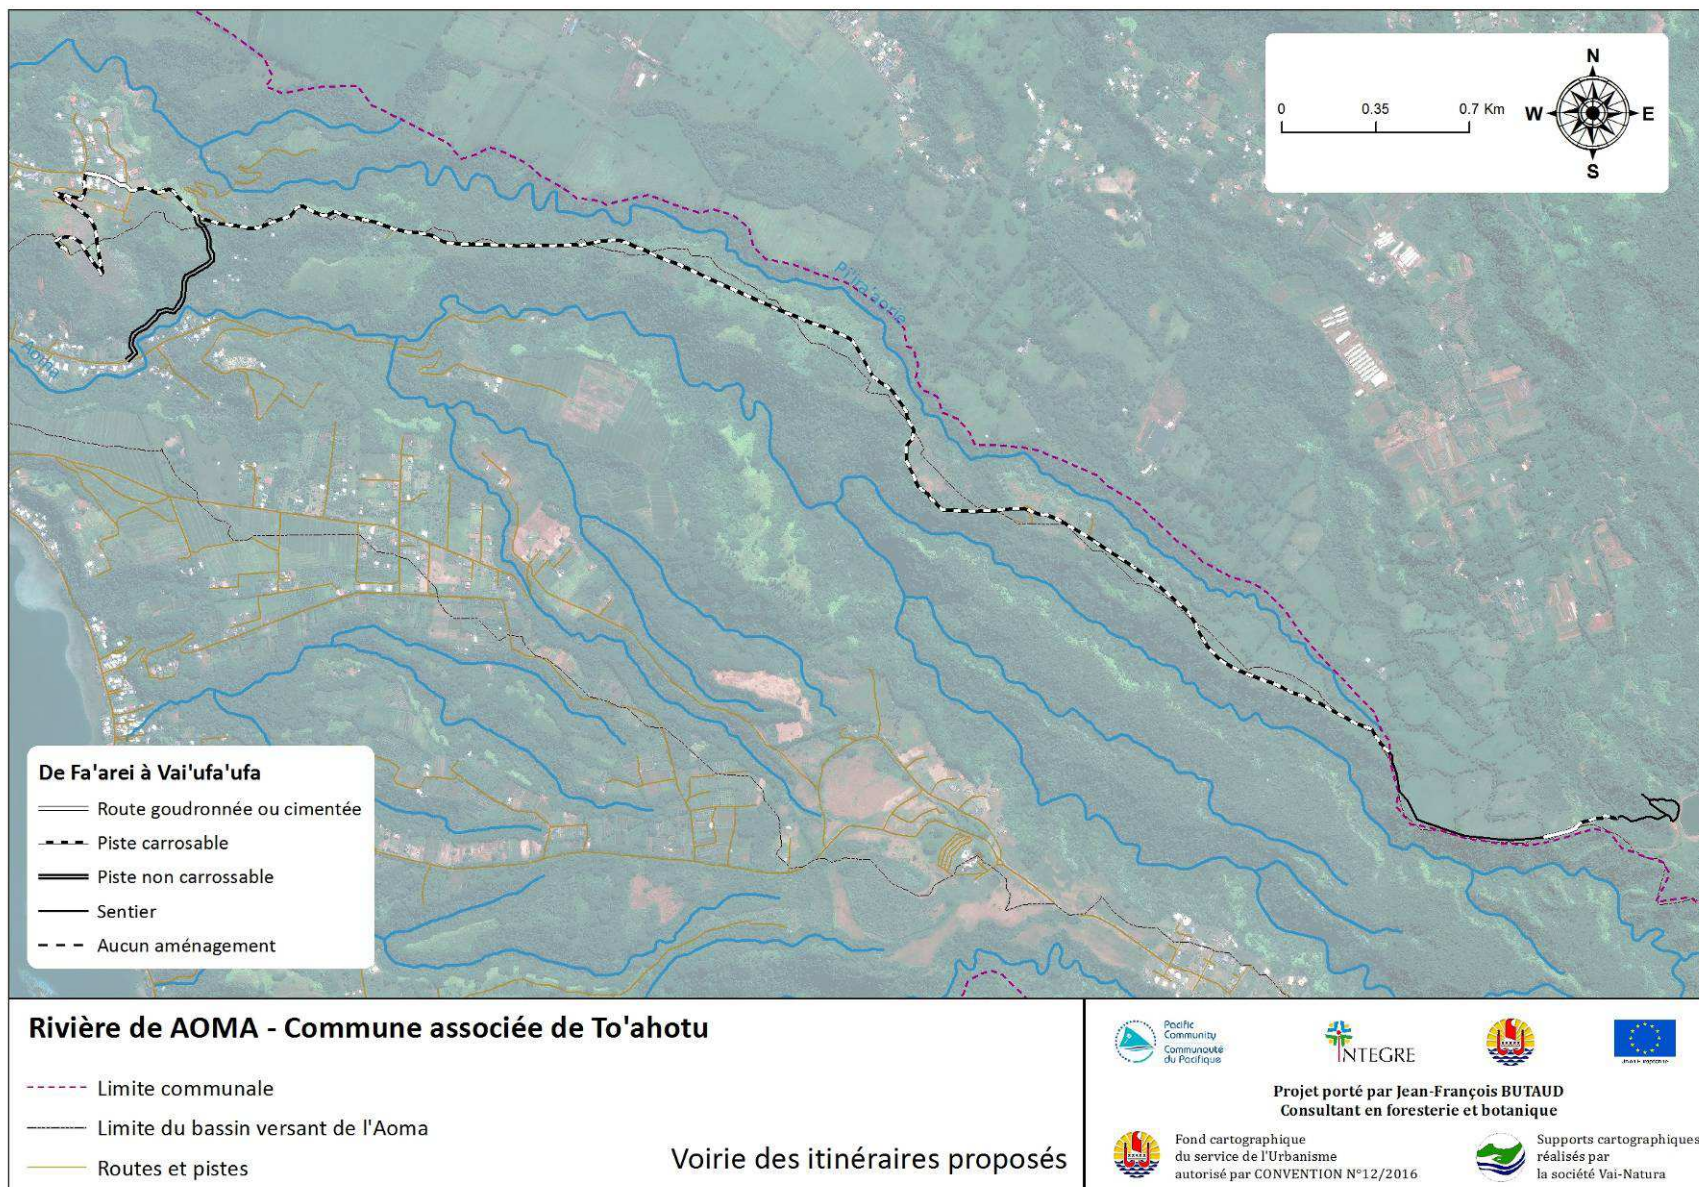 N
W
E
S
0
0.35
0.7 Km
Aoma
De Fa'arei à Vai'ufa'ufa
Route goudronnée ou cimentée
Piste carrosable
Piste non carrossable
Sentier
Aucun aménagement
Rivière de AOMA - Commune associée de To'ahotu
Limite communale
Limite du bassin versant de l'Aoma
Routes et pistes
Voirie des itinéraires proposés
Pacific
Community
Communauté
du Pacifique
INTEGRE
Projet porté par Jean-François BUTAUD
Consultant en foresterie et botanique
Fond cartographique
du service de l'Urbanisme
autorisé par CONVENTION N°12/2016
Supports cartographiques
réalisés par
la société Vai-Natura